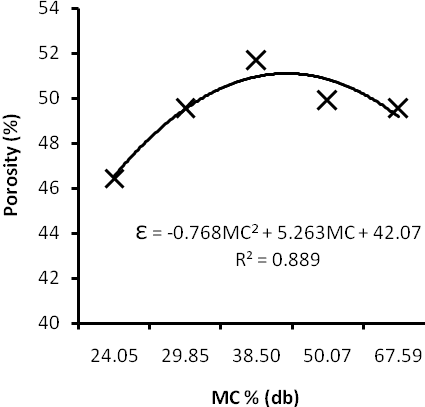 54
52
50
48
46
44
42
40
Porosity (%)
Ɛ = -0.768MC² + 5.263MC + 42.07
R² = 0.889
24.05 29.85 38.50 50.07 67.59
MC % (db)